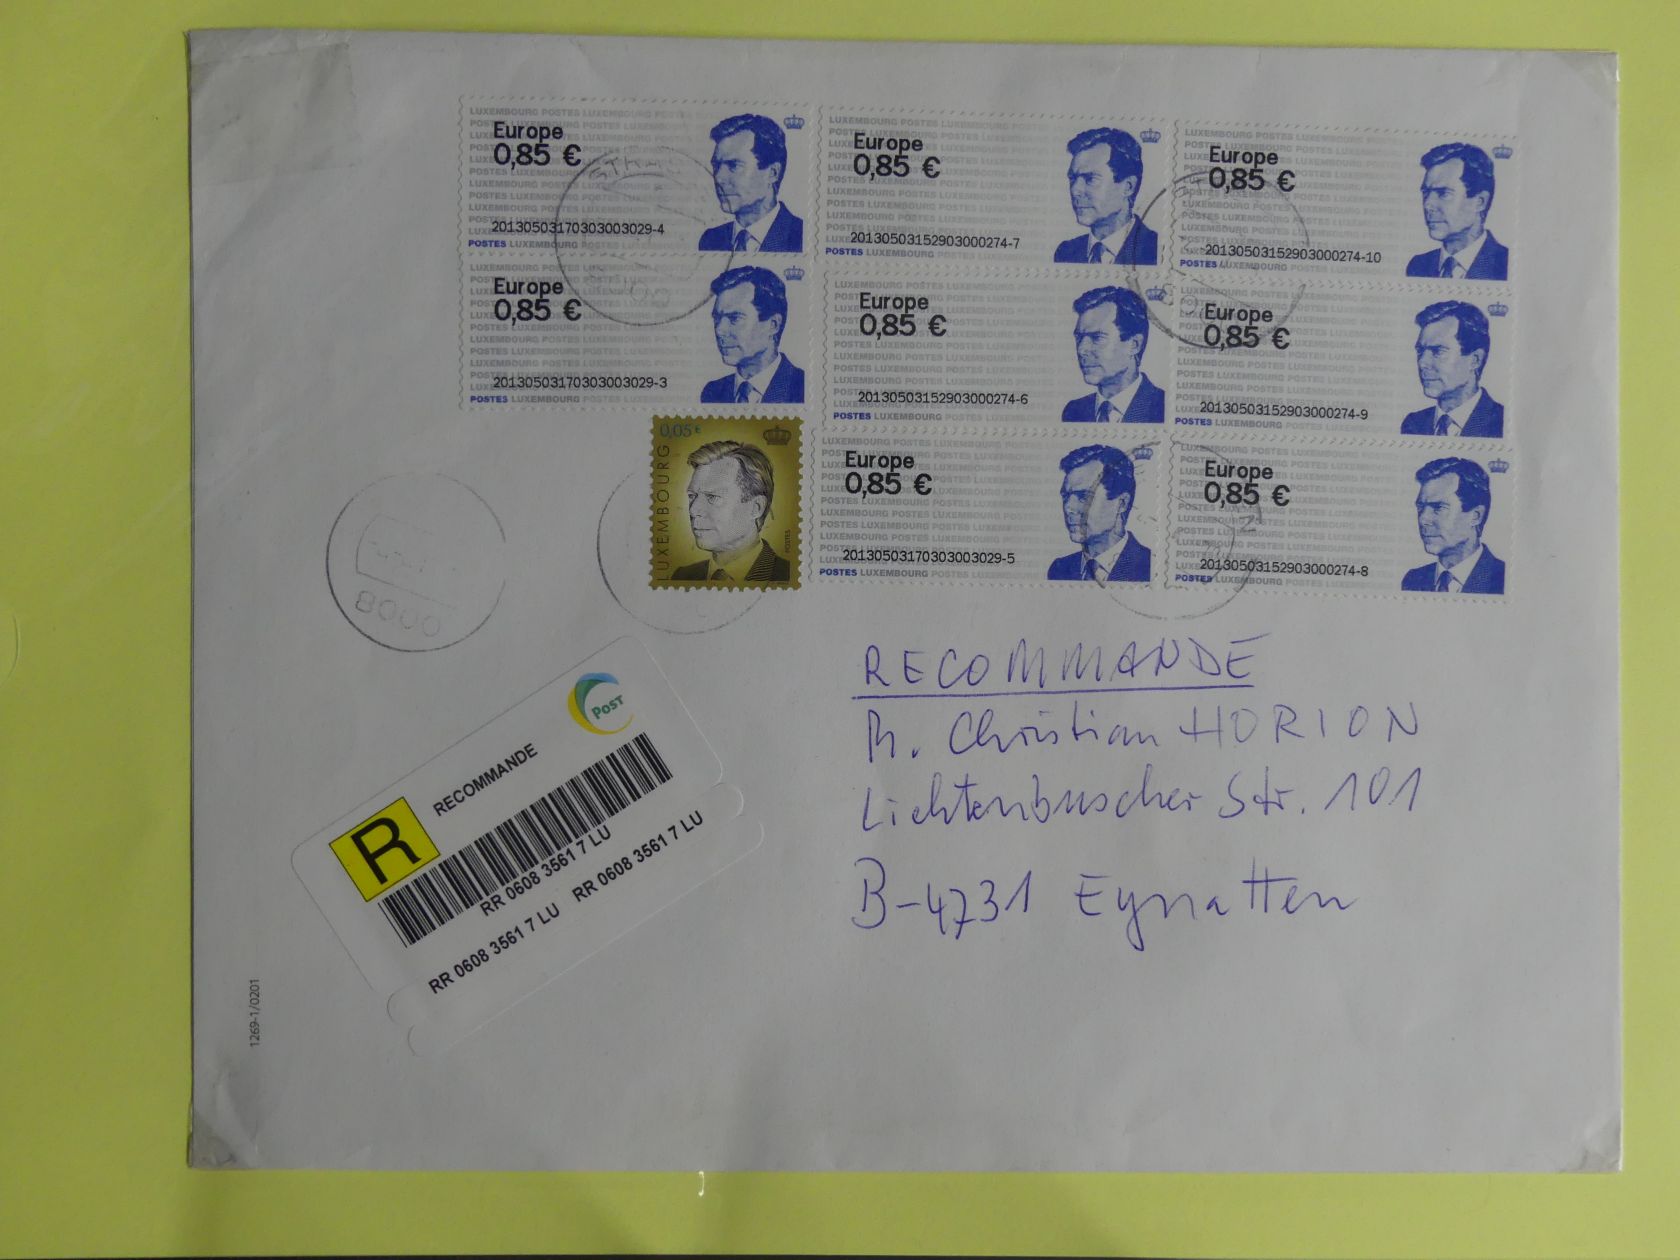 Europe
0,85 €
20130503170303003029-4
POSTES LUXEMBOURG
Europe
0,85 €
20130503152903000274-7
POSTES LUXEMBOURG
Europe
0,85 €
20130503152903000274-10
POSTES LUXEMBOURG
Europe
0,85 €
20130503170303003029-3
POSTES LUXEMBOURG
Europe
0,85 €
20130503152903000274-6
POSTES LUXEMBOURG
Europe
0,85 €
20130503152903000274-9
POSTES LUXEMBOURG
0,05 €
LUXEMBOURG
POSTES
Europe
0,85 €
20130503170303003029-5
POSTES LUXEMBOURG
Europe
0,85 €
20130503152903000274-8
POSTES LUXEMBOURG
8000
RECOMMANDE
M. Christian HORION
Lichtenbuscher Str. 101
B-4731 Eynatten
POST
R
RECOMMANDE
RR 0608 3561 7 LU
RR 0608 3561 7 LU RR 0608 3561 7 LU
1269-1/0201